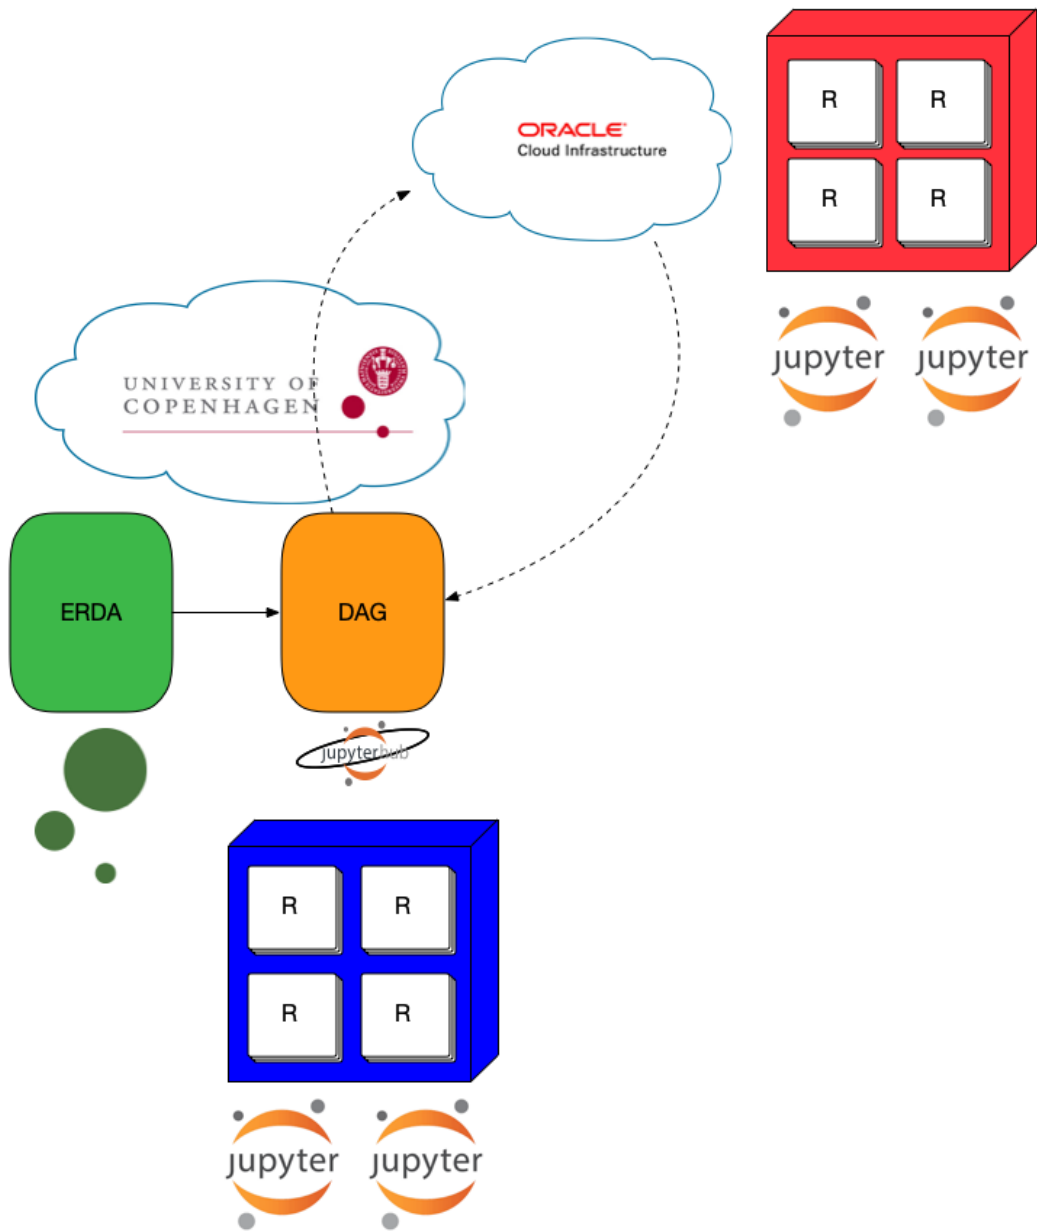 ORACLE
Cloud Infrastructure
R R
R R
jupyter jupyter
UNIVERSITY OF
COPENHAGEN
ERDA
DAG
jupyterhub
R R
R R
jupyter jupyter